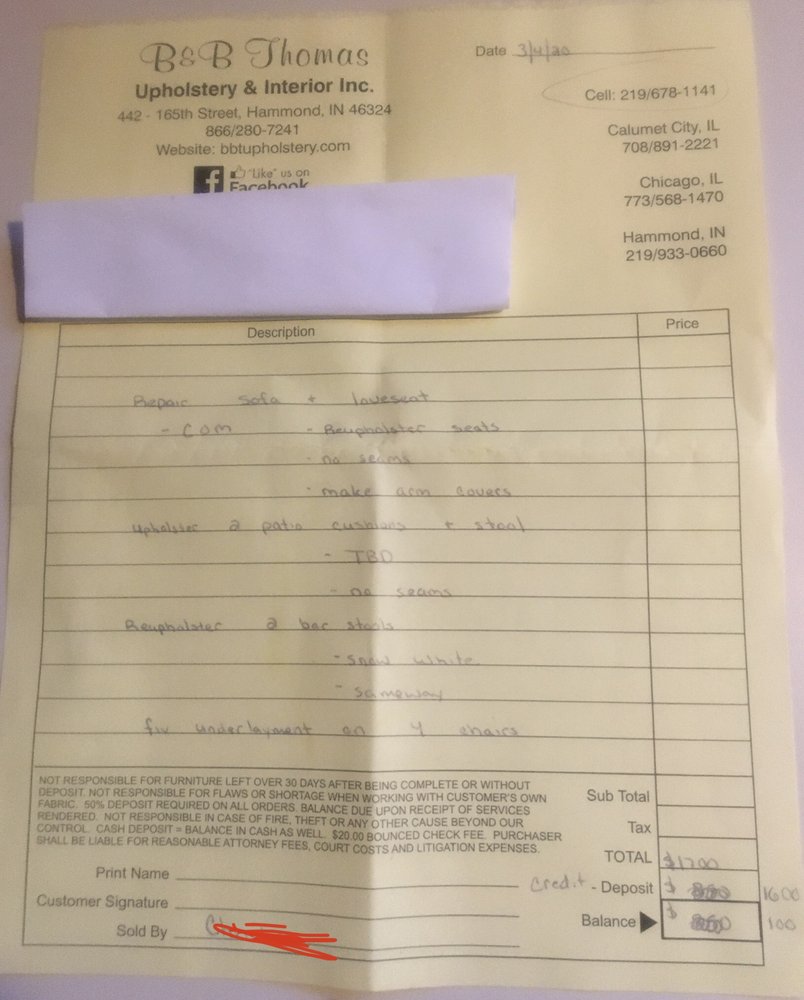 B&B Thomas
Upholstery & Interior Inc.
442 - 165th Street, Hammond, IN 46324
866/280-7241
Website: bbtupholstery.com
"Like" us on
Facebook
Date 3/4/20
Cell: 219/678-1141
Calumet City, IL
708/891-2221
Chicago, IL
773/568-1470
Hammond, IN
219/933-0660
Description Price
Repair sofa + loveseat
- COM - Reupholster seats
- no seams
- make arm covers
Upholster 2 patio cushions + stool
- TBD
- no seams
Reupholster 2 bar stools
- snow white
- sameway
fix underlayment on 4 chairs
NOT RESPONSIBLE FOR FURNITURE LEFT OVER 30 DAYS AFTER BEING COMPLETE OR WITHOUT
DEPOSIT. NOT RESPONSIBLE FOR FLAWS OR SHORTAGE WHEN WORKING WITH CUSTOMER'S OWN
FABRIC. 50% DEPOSIT REQUIRED ON ALL ORDERS. BALANCE DUE UPON RECEIPT OF SERVICES
RENDERED. NOT RESPONSIBLE IN CASE OF FIRE, THEFT OR ANY OTHER CAUSE BEYOND OUR
CONTROL. CASH DEPOSIT = BALANCE IN CASH AS WELL. $20.00 BOUNCED CHECK FEE. PURCHASER
SHALL BE LIABLE FOR REASONABLE ATTORNEY FEES, COURT COSTS AND LITIGATION EXPENSES.
Sub Total
Tax
TOTAL $1700
Print Name
Credit - Deposit $ 1600
Customer Signature
Balance $ 100
Sold By